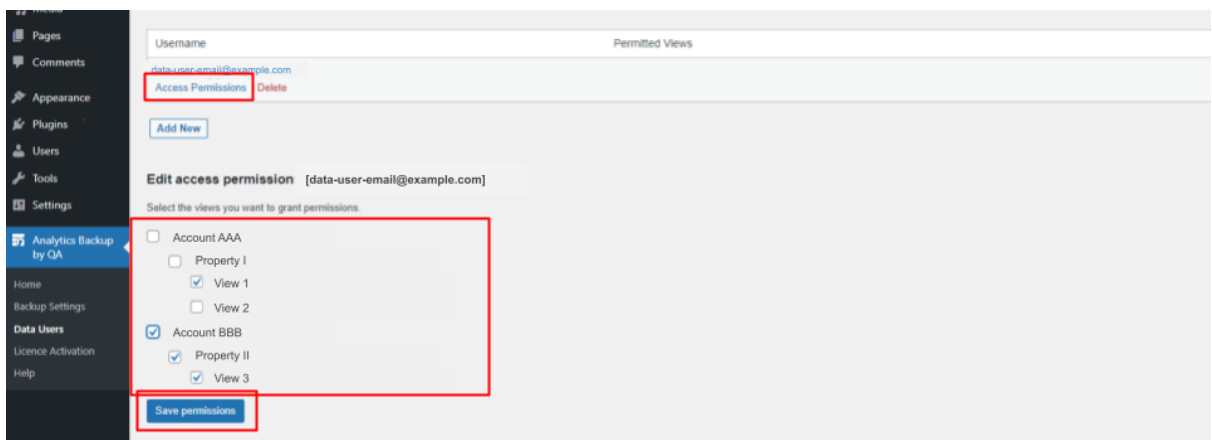 Media
Pages
Comments
Appearance
Plugins
Users
Tools
Settings
Analytics Backup
by QA
Home
Backup Settings
Data Users
Licence Activation
Help
Username Permitted Views
data-user-email@example.com
Access Permissions Delete
Add New
Edit access permission [data-user-email@example.com]
Select the views you want to grant permissions.
Account AAA
Property I
View 1
View 2
Account BBB
Property II
View 3
Save permissions